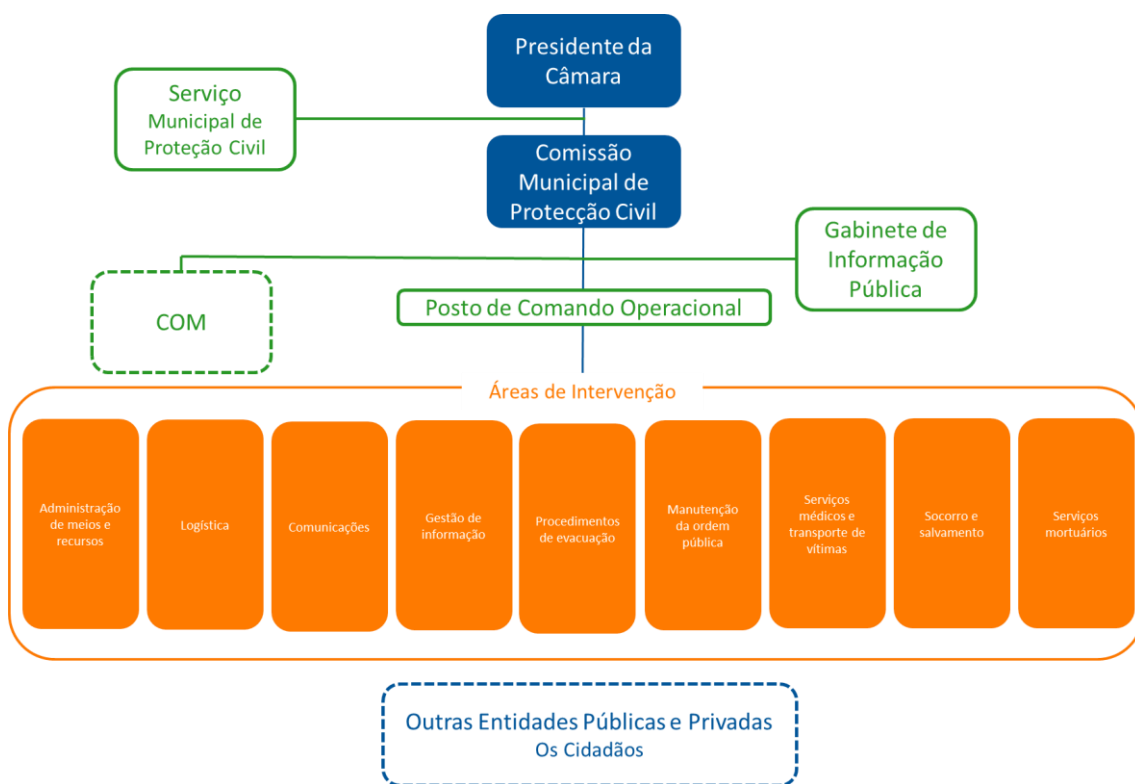 Presidente da
Câmara
Serviço
Municipal de
Proteção Civil
Comissão
Municipal de
Protecção Civil
Gabinete de
Informação
Pública
COM
Posto de Comando Operacional
Áreas de Intervenção
Administração
de meios e
recursos
Logística
Comunicações
Gestão de
informação
Procedimentos
de evacuação
Manutenção
da ordem
pública
Serviços
médicos e
transporte de
vítimas
Socorro e
salvamento
Serviços
mortuários
Outras Entidades Públicas e Privadas
Os Cidadãos